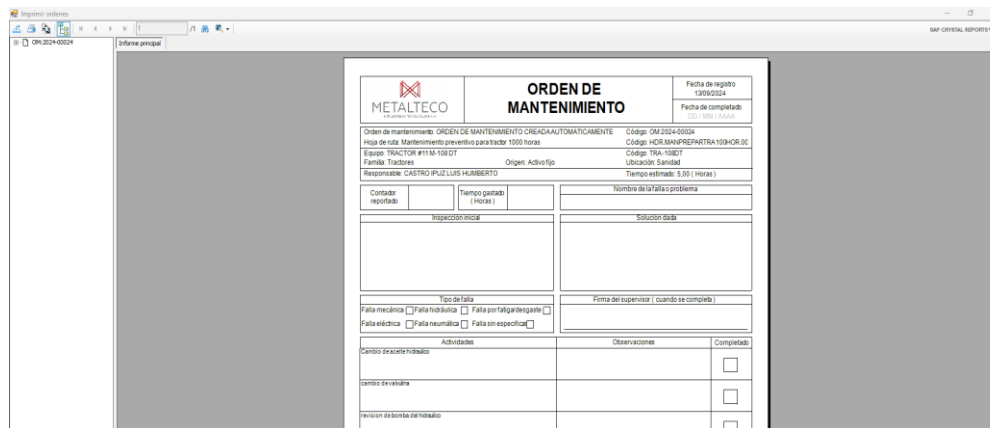 Imprimir ordenes
1
/1
SAP CRYSTAL REPORTS®
OM:2024-00024
Informe principal
METALTECO
ORDEN DE
MANTENIMIENTO
Fecha de registro
13/09/2024
Fecha de completado
DD / MM / AAAA
Orden de mantenimiento: ORDEN DE MANTENIMIENTO CREADA AUTOMATICAMENTE Código: OM:2024-00024
Hoja de ruta: Mantenimiento preventivo para tractor 1000 horas Código: HDR.MANPREPARTRA100HOR.00
Equipo: TRACTOR #11 M-108 DT Código: TRA-108DT
Familia: Tractores Origen: Activo fijo Ubicación: Sanidad
Responsable: CASTRO IPUZ LUIS HUMBERTO Tiempo estimado: 5,00 ( Horas )
Contador
reportado
Tiempo gastado
( Horas )
Nombre de la falla o problema
Inspección inicial
Solución dada
Tipo de falla
Falla mecánica Falla hidráulica Falla por fatiga/desgaste
Falla eléctrica Falla neumática Falla sin especificar
Firma del supervisor ( cuando se completa )
Actividades Observaciones Completado
Cambio de aceite hidraulico
cambio de valvulina
revision de bomba del hidraulico